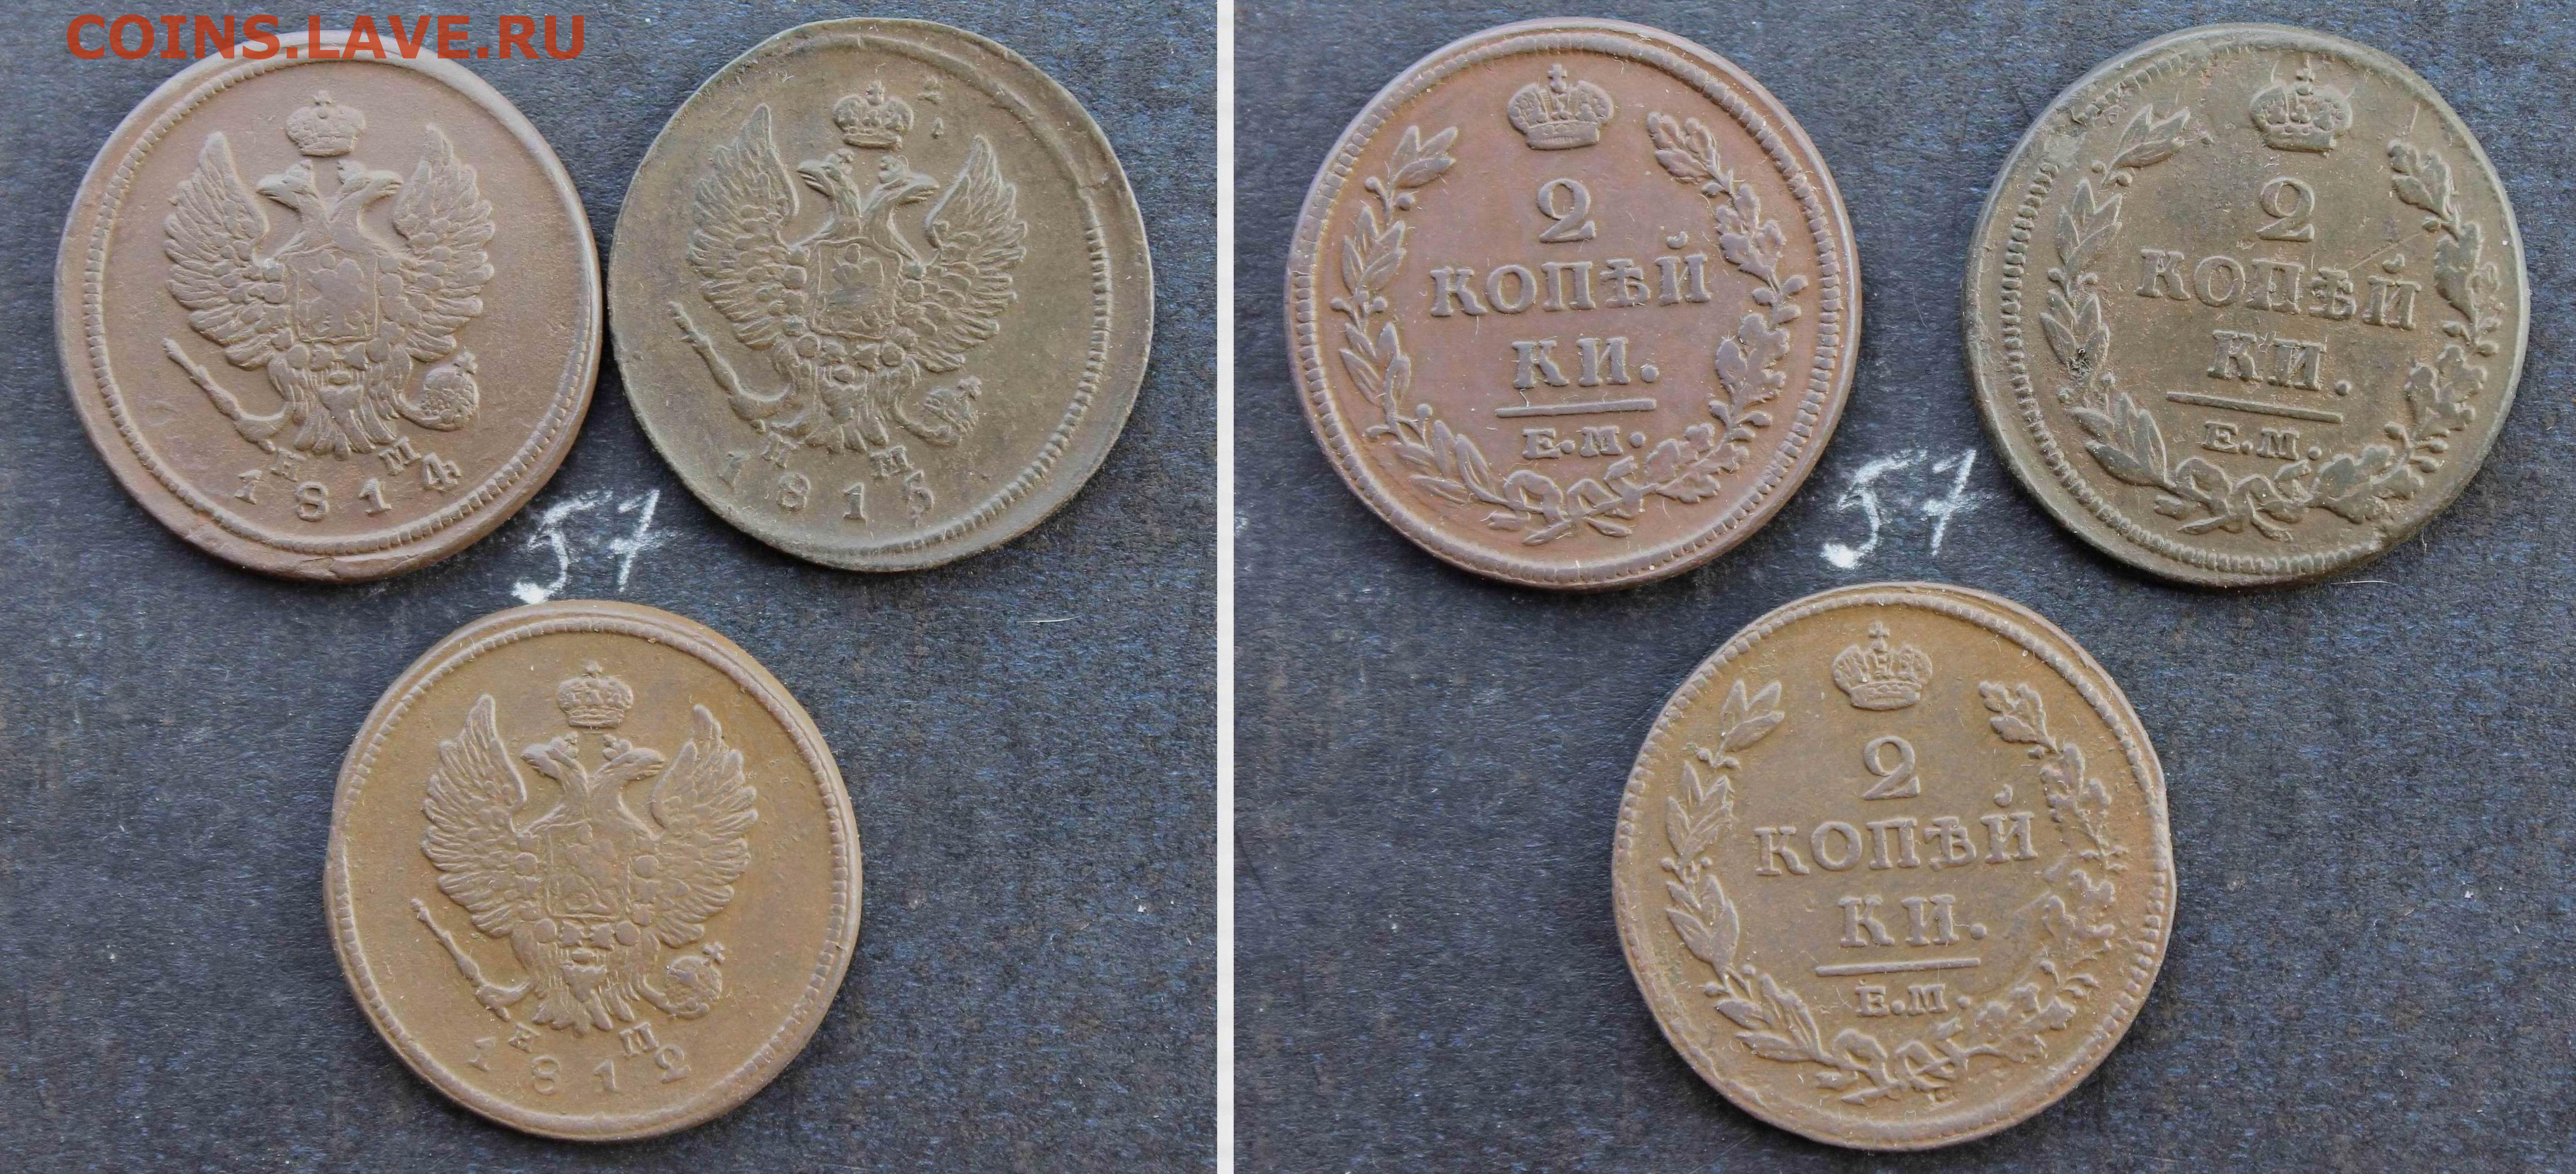 COINS.LAVE.RU
Н М
1814
Н М
1815
57
Н М
1812
2
КОПѢЙ
КИ.
Е.М.
2
КОПѢЙ
КИ.
Е.М.
57
2
КОПѢЙ
КИ.
Е.М.